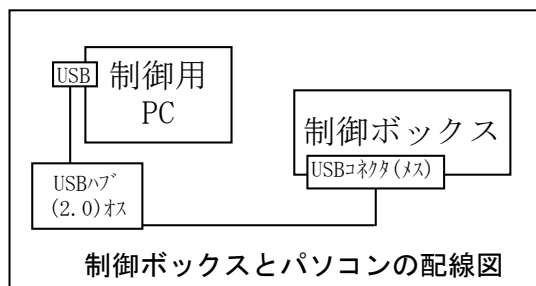 USB
制御用
PC
制御ボックス
USBコネクタ(メス)
USBハブ
(2.0)オス
制御ボックスとパソコンの配線図